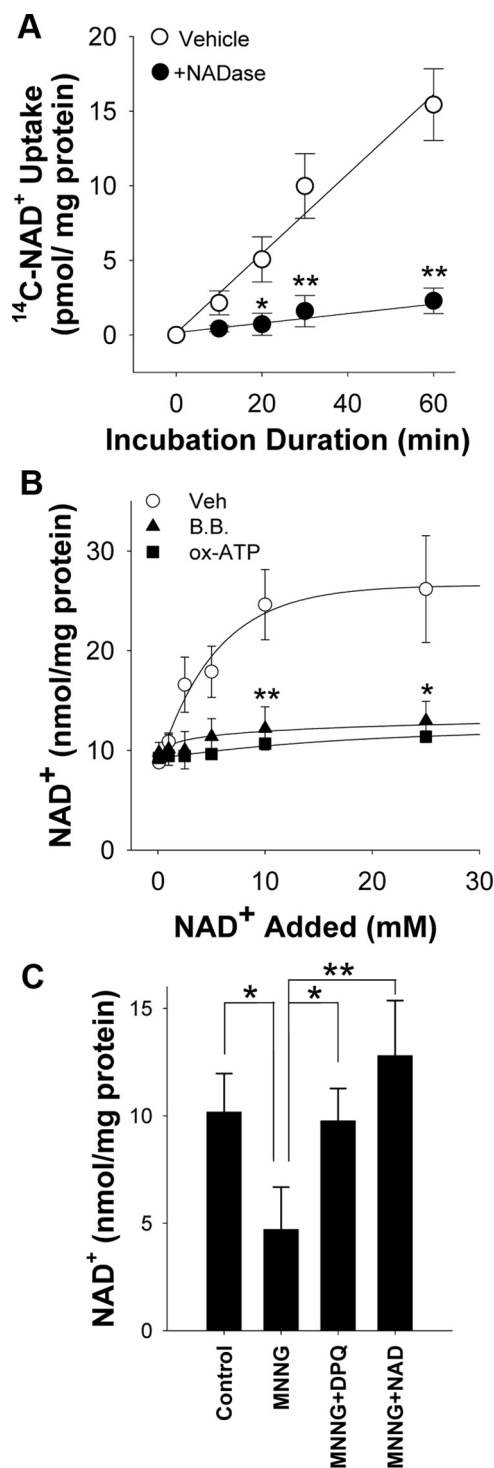 A
Vehicle
+NADase
20
15
10
5
0
**
**
*
¹⁴C-NAD⁺ Uptake
(pmol/ mg protein)
0 20 40 60
Incubation Duration (min)
B
Veh
B.B.
ox-ATP
30
20
10
0
**
*
NAD⁺ (nmol/mg protein)
0 10 20 30
NAD⁺ Added (mM)
C
**
* *
15
10
5
0
NAD⁺ (nmol/mg protein)
Control
MNNG
MNNG+DPQ
MNNG+NAD